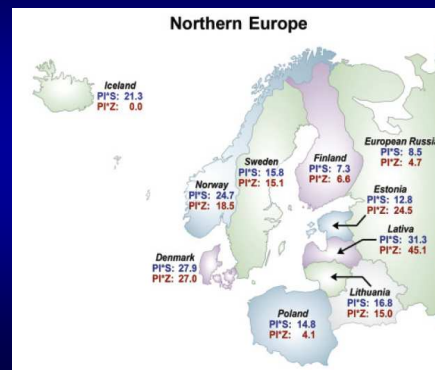 Northern Europe
Iceland
PI*S: 21.3
PI*Z: 0.0
European Russia
PI*S: 8.5
PI*Z: 4.7
Sweden
PI*S: 15.8
PI*Z: 15.1
Finland
PI*S: 7.3
PI*Z: 6.6
Norway
PI*S: 24.7
PI*Z: 18.5
Estonia
PI*S: 12.8
PI*Z: 24.5
Lativa
PI*S: 31.3
PI*Z: 45.1
Denmark
PI*S: 27.9
PI*Z: 27.0
Lithuania
PI*S: 16.8
PI*Z: 15.0
Poland
PI*S: 14.8
PI*Z: 4.1